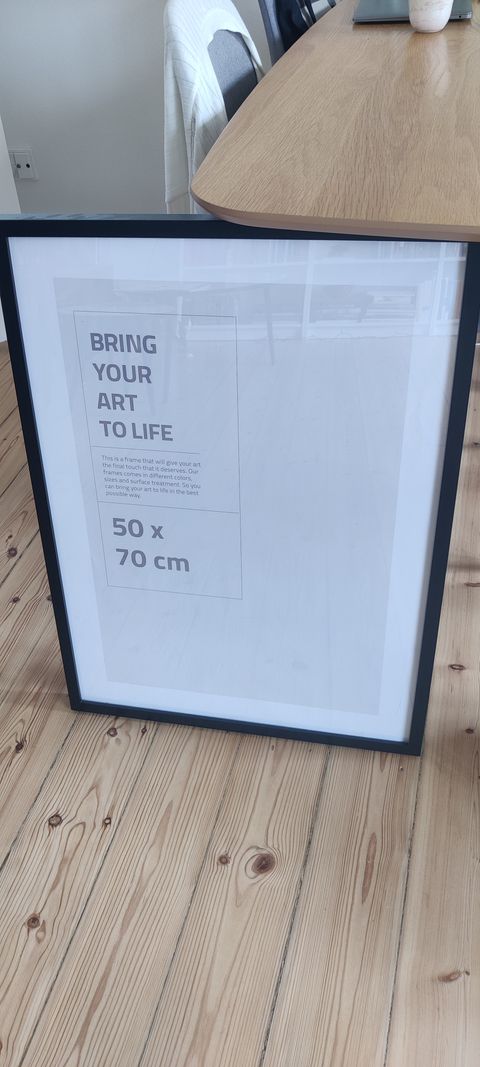 BRING
YOUR
ART
TO LIFE
This is a frame that will give your art
the final touch that is deserves. Our
frames comes in different colors,
sizes and surface treatment. So you
can bring your art to life in the best
possible way.
50 x
70 cm